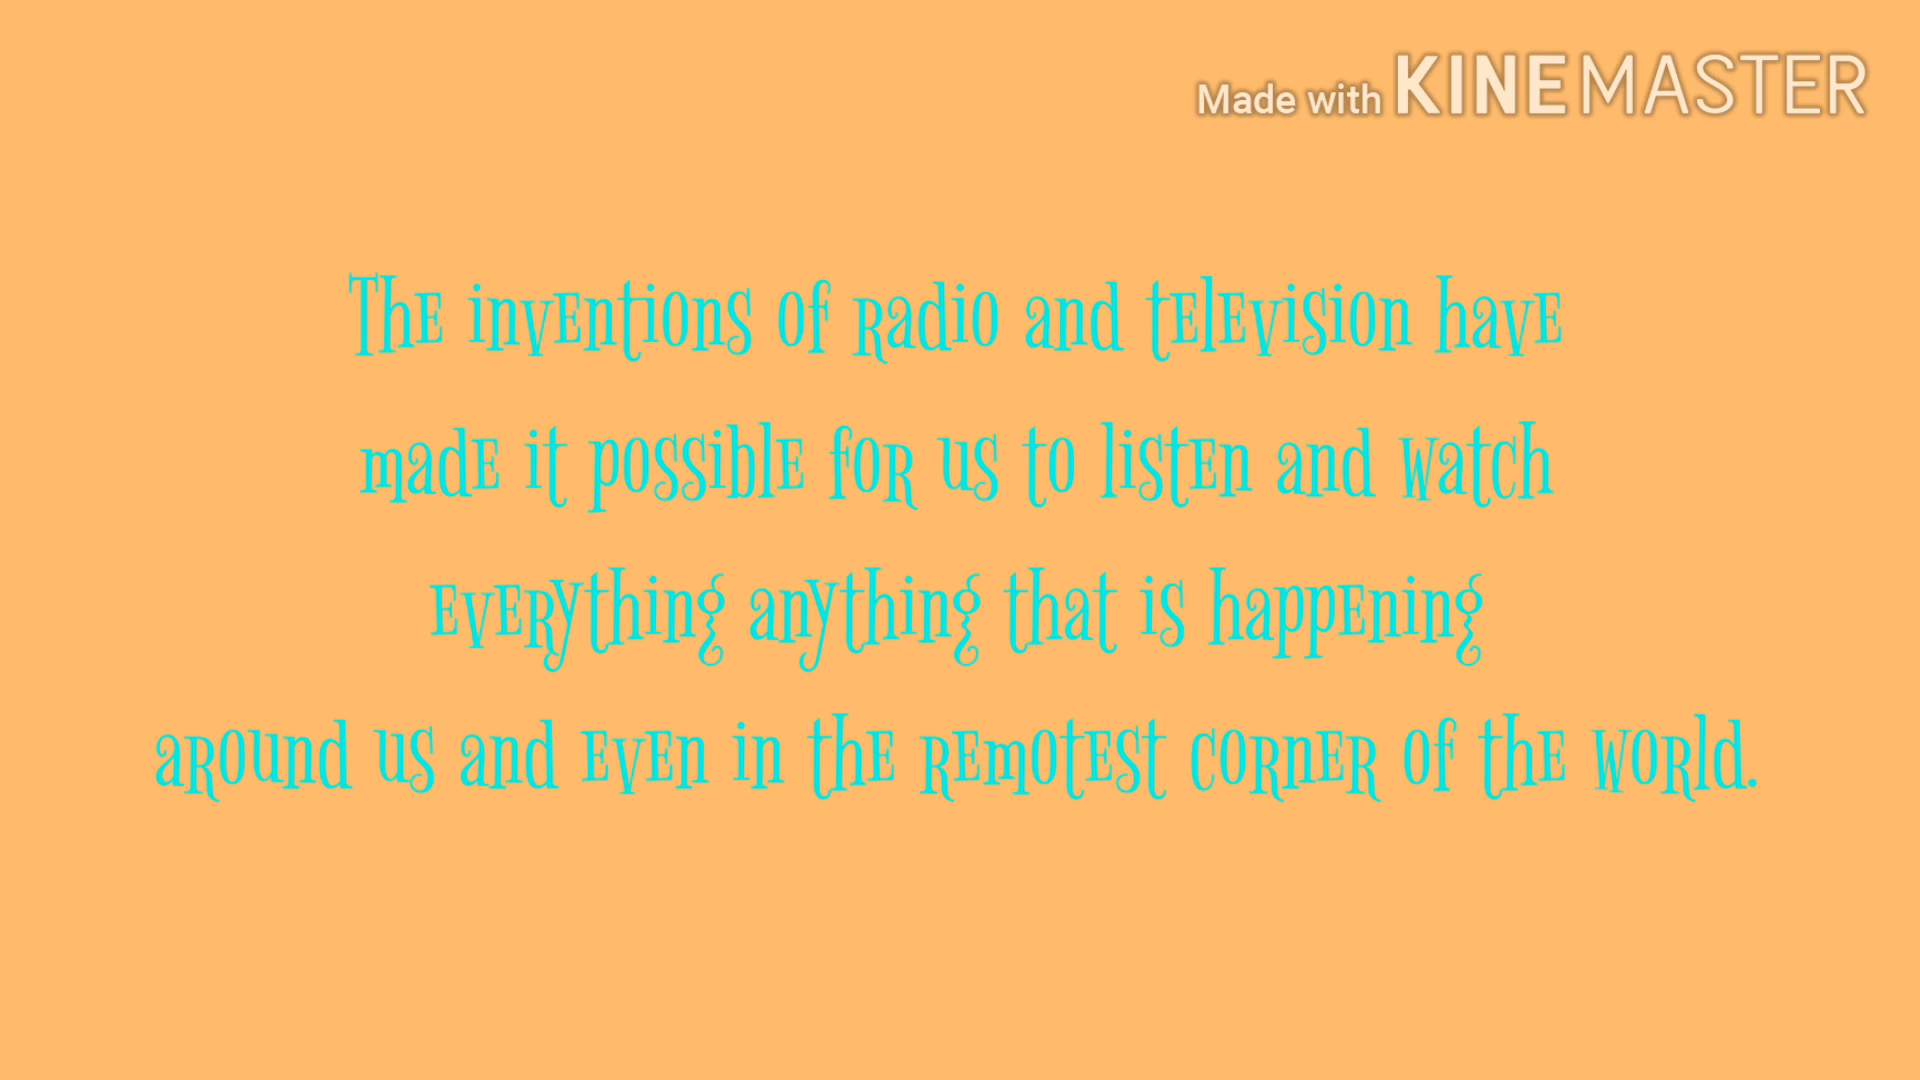 Made with KINEMASTER
The inventions of radio and television have
made it possible for us to listen and watch
everything anything that is happening
around us and even in the remotest corner of the world.